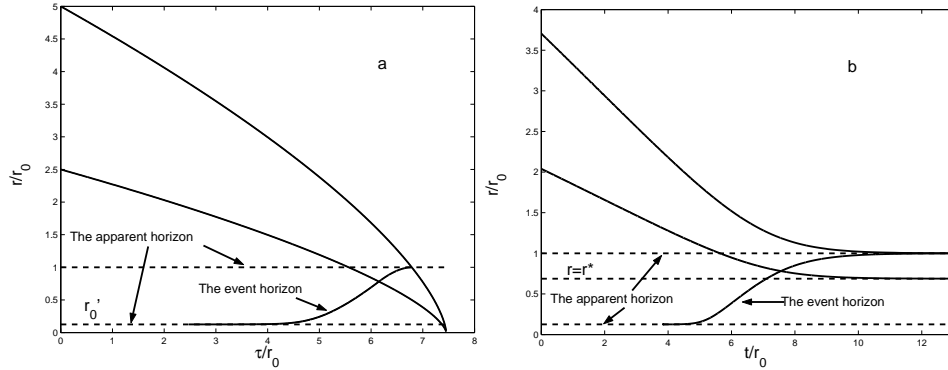 a
5
4.5
4
3.5
3
2.5
2
1.5
1
0.5
0
r/r0
The apparent horizon
The event horizon
r0'
0 1 2 3 4 5 6 7 8
τ/r0
b
4
3.5
3
2.5
2
1.5
1
0.5
0
r/r0
r=r*
The apparent horizon
The event horizon
0 2 4 6 8 10 12
t/r0